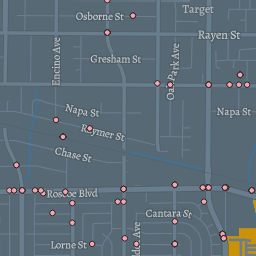 Osborne St
Target
Rayen St
Encino Ave
Gresham St
Oak Park Ave
Napa St
Napa St
Raymer St
Chase St
Roscoe Blvd
Cantara St
Lorne St